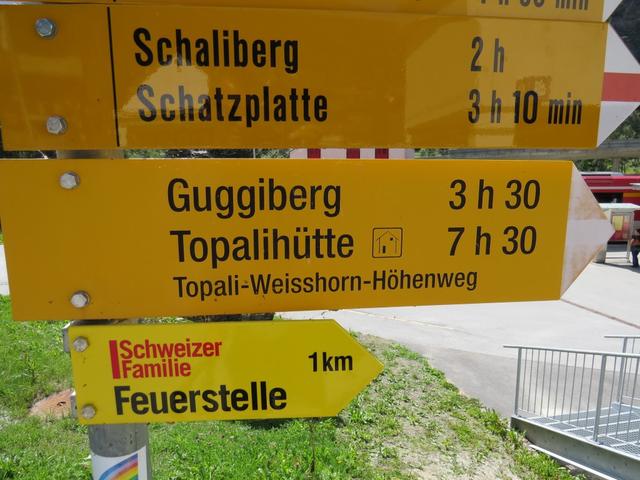 min
Schaliberg 2 h
Schatzplatte 3 h 10 min
Guggiberg 3 h 30
Topalihütte 7 h 30
Topali-Weisshorn-Höhenweg
Schweizer
Familie 1km
Feuerstelle